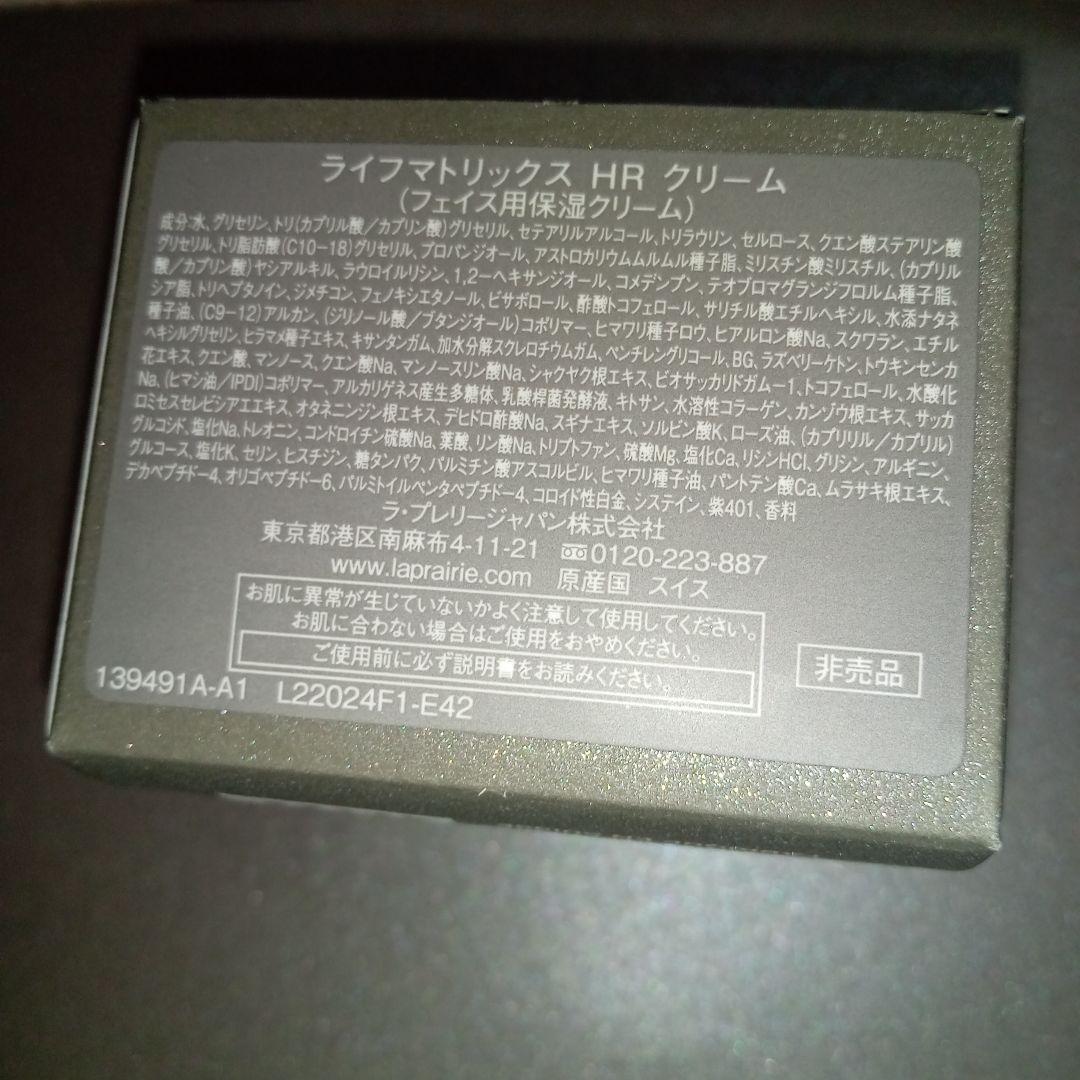 ライフマトリックス HR クリーム
(フェイス用保湿クリーム)
成分:水、グリセリン、トリ(カプリル酸/カプリン酸)グリセリル、セテアリルアルコール、トリラウリン、セルロース、クエン酸ステアリン酸
グリセリル、トリ脂肪酸(C10-18)グリセリル、プロパンジオール、アストロカリウムムルムル種子脂、ミリスチン酸ミリスチル、(カプリル
酸/カプリン酸)ヤシアルキル、ラウロイルリシン、1,2-ヘキサンジオール、コメデンプン、テオブロマグランジフロルム種子脂、
シア脂、トリヘプタノイン、ジメチコン、フェノキシエタノール、ビサボロール、酢酸トコフェロール、サリチル酸エチルヘキシル、水添ナタネ
種子油、(C9-12)アルカン、(ジリノール酸/ブタンジオール)コポリマー、ヒマワリ種子ロウ、ヒアルロン酸Na、スクワラン、エチル
ヘキシルグリセリン、ヒラマメ種子エキス、キサンタンガム、加水分解スクレロチウムガム、ペンチレングリコール、BG、ラズベリーケトン、トウキンセンカ
花エキス、クエン酸、マンノース、クエン酸Na、マンノースリン酸Na、シャクヤク根エキス、ビオサッカリドガム-1、トコフェロール、水酸化
Na、(ヒマシ油/IPDI)コポリマー、アルカリゲネス産生多糖体、乳酸桿菌発酵液、キトサン、水溶性コラーゲン、カンゾウ根エキス、サッカ
ロミセスセレビシアエエキス、オタネニンジン根エキス、デヒドロ酢酸Na、スギナエキス、ソルビン酸K、ローズ油、(カプリリル/カプリル)
グルコシド、塩化Na、トレオニン、コンドロイチン硫酸Na、葉酸、リン酸Na、トリプトファン、硫酸Mg、塩化Ca、リシンHCl、グリシン、アルギニン、
グルコース、塩化K、セリン、ヒスチジン、糖タンパク、パルミチン酸アスコルビル、ヒマワリ種子油、パントテン酸Ca、ムラサキ根エキス、
デカペプチド-4、オリゴペプチド-6、パルミトイルペンタペプチド-4、コロイド性白金、システイン、紫401、香料
ラ・プレリージャパン株式会社
東京都港区南麻布4-11-21 0120-223-887
www.laprairie.com 原産国 スイス
お肌に異常が生じていないかよく注意して使用してください。
お肌に合わない場合はご使用をおやめください。
ご使用前に必ず説明書をお読みください。
非売品
139491A-A1 L22024F1-E42